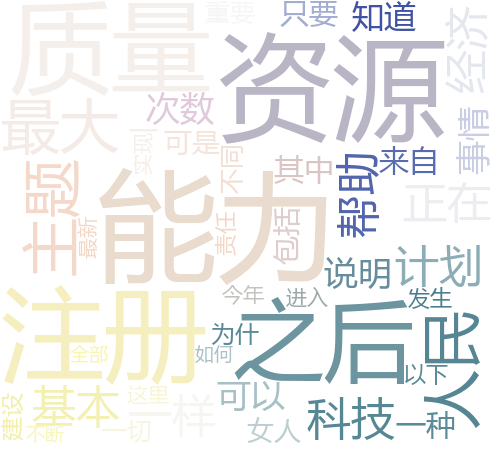 质量
重要
只要
知道
经济
资源
最大
次数
可是
实现
不同
其中
帮助
来自
事情
主题
最新
能力
责任
包括
正在
说明
计划
今年
进入
发生
注册
之后
为什
人民
全部
如何
以下
建设
基本
这里
可以
不断
一切
一样
女人
科技
一种